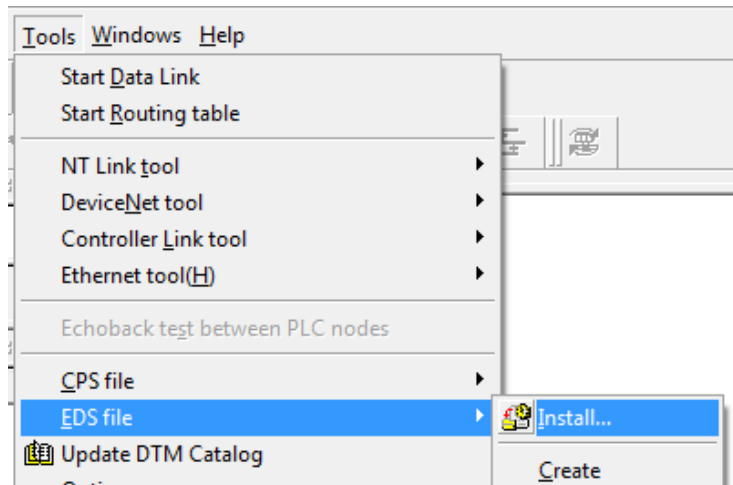 Tools Windows Help
Start Data Link
Start Routing table
NT Link tool
DeviceNet tool
Controller Link tool
Ethernet tool(H)
Echoback test between PLC nodes
CPS file
EDS file
Install...
Update DTM Catalog
Create